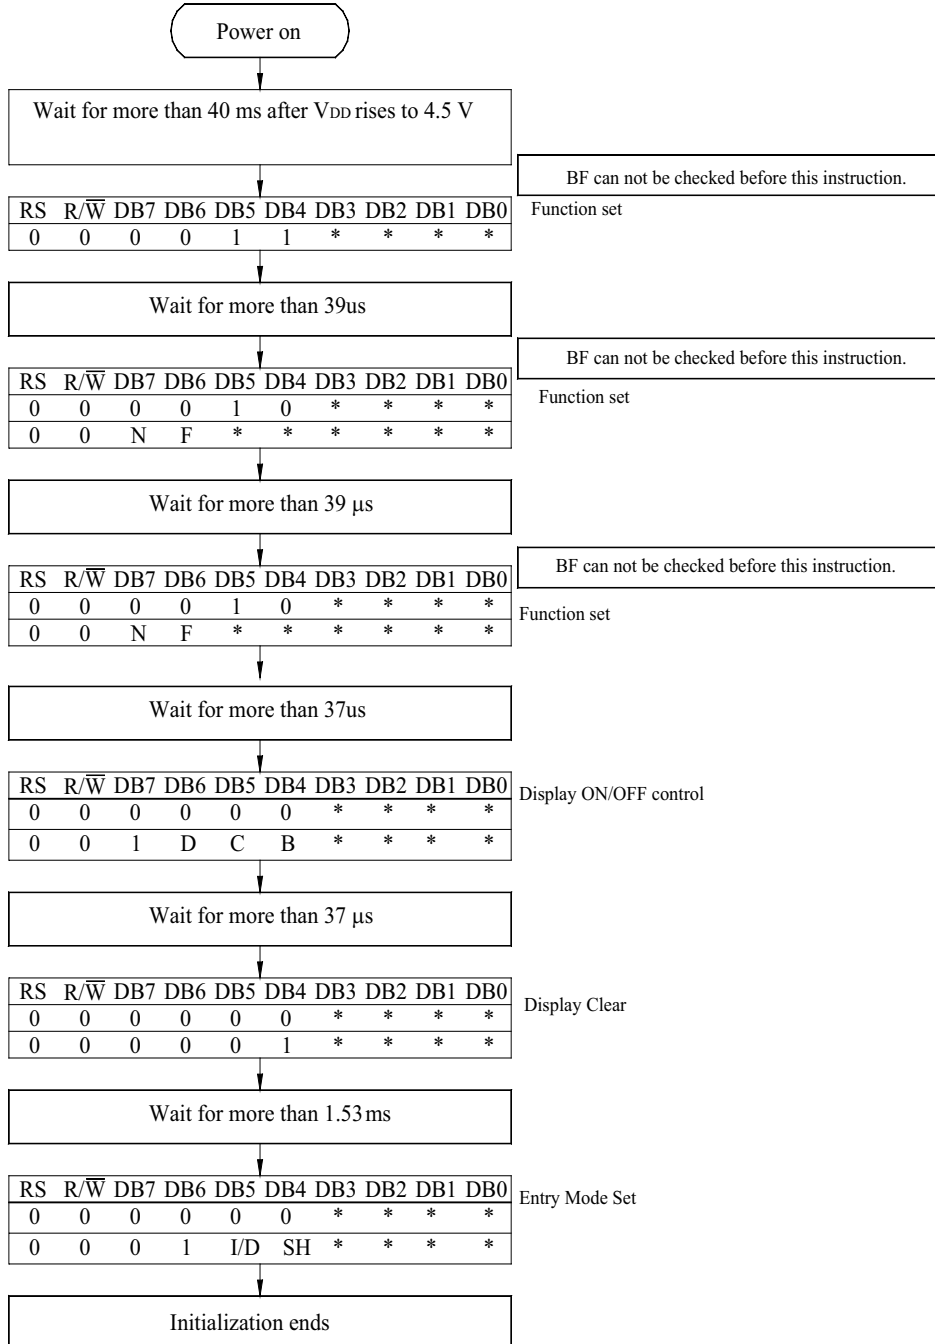 Power on
Wait for more than 40 ms after VDD rises to 4.5 V
BF can not be checked before this instruction.
RS R/W̅ DB7 DB6 DB5 DB4 DB3 DB2 DB1 DB0
Function set
0 0 0 0 1 1 * * * *
Wait for more than 39us
BF can not be checked before this instruction.
RS R/W̅ DB7 DB6 DB5 DB4 DB3 DB2 DB1 DB0
Function set
0 0 0 0 1 0 * * * *
0 0 N F * * * * * *
Wait for more than 39 µs
BF can not be checked before this instruction.
RS R/W̅ DB7 DB6 DB5 DB4 DB3 DB2 DB1 DB0
0 0 0 0 1 0 * * * *
Function set
0 0 N F * * * * * *
Wait for more than 37us
RS R/W̅ DB7 DB6 DB5 DB4 DB3 DB2 DB1 DB0
Display ON/OFF control
0 0 0 0 0 0 * * * *
0 0 1 D C B * * * *
Wait for more than 37 µs
RS R/W̅ DB7 DB6 DB5 DB4 DB3 DB2 DB1 DB0
Display Clear
0 0 0 0 0 0 * * * *
0 0 0 0 0 1 * * * *
Wait for more than 1.53ms
RS R/W̅ DB7 DB6 DB5 DB4 DB3 DB2 DB1 DB0
Entry Mode Set
0 0 0 0 0 0 * * * *
0 0 0 1 I/D SH * * * *
Initialization ends